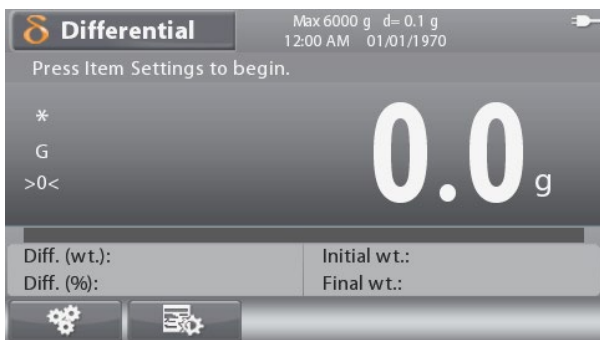 δ Differential
Max 6000 g d= 0.1 g
12:00 AM 01/01/1970
Press Item Settings to begin.
*
G
>0<
0.0 g
Diff. (wt.):
Diff. (%):
Initial wt.:
Final wt.: